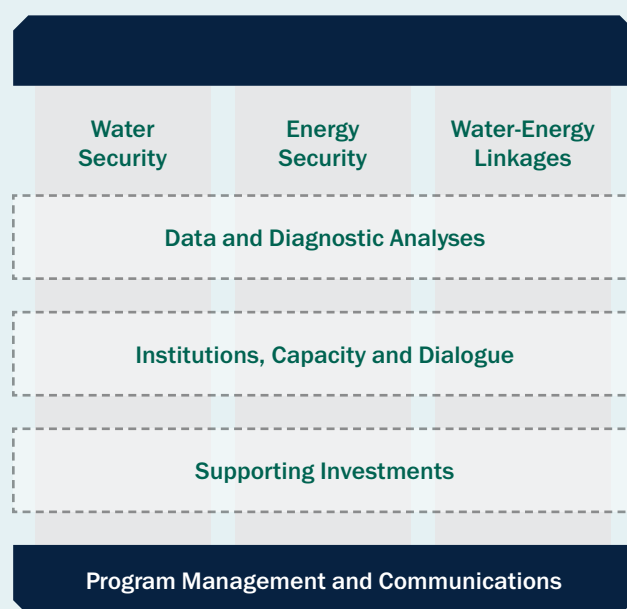 Water
Security
Energy
Security
Water-Energy
Linkages
Data and Diagnostic Analyses
Institutions, Capacity and Dialogue
Supporting Investments
Program Management and Communications